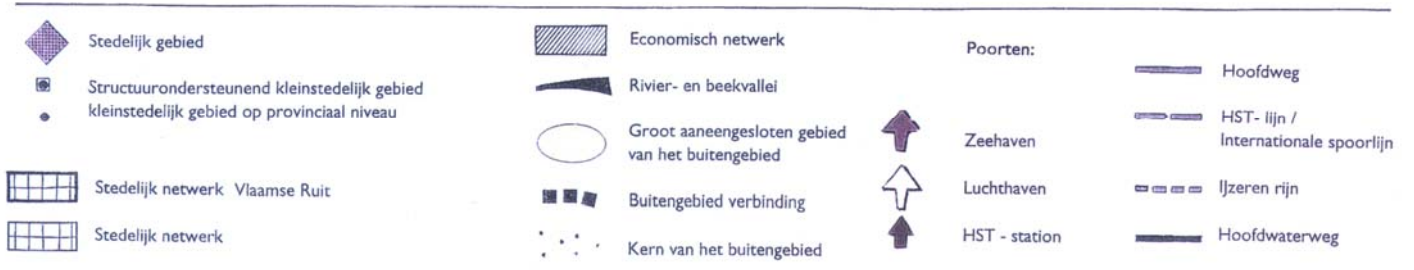 Stedelijk gebied
Structuurondersteunend kleinstedelijk gebied
kleinstedelijk gebied op provinciaal niveau
Stedelijk netwerk Vlaamse Ruit
Stedelijk netwerk
Economisch netwerk
Rivier- en beekvallei
Groot aaneengesloten gebied
van het buitengebied
Buitengebied verbinding
Kern van het buitengebied
Poorten:
Zeehaven
Luchthaven
HST - station
Hoofdweg
HST- lijn /
Internationale spoorlijn
IJzeren rijn
Hoofdwaterweg